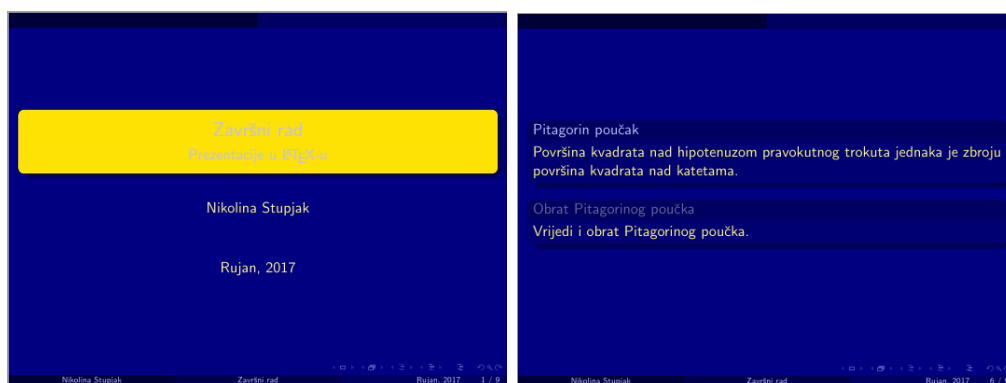 Završni rad
Prezentacije u LATEX-u
Nikolina Stupjak
Rujan, 2017
Nikolina Stupjak Završni rad Rujan, 2017 1 / 9
Pitagorin poučak
Površina kvadrata nad hipotenuzom pravokutnog trokuta jednaka je zbroju
površina kvadrata nad katetama.
Obrat Pitagorinog poučka
Vrijedi i obrat Pitagorinog poučka.
Nikolina Stupjak Završni rad Rujan, 2017 6 /